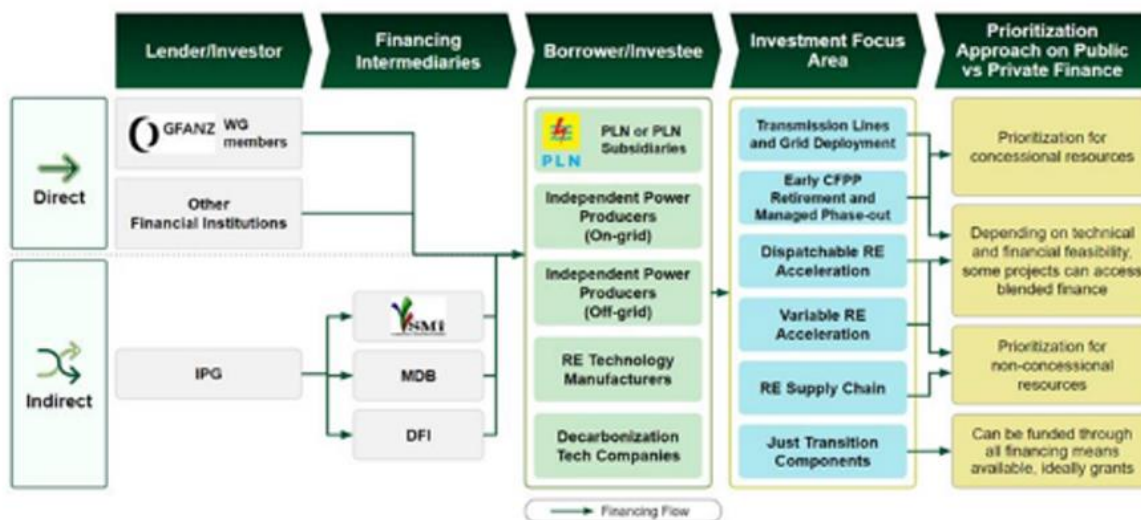 Lender/Investor
Financing
Intermediaries
Borrower/Investee
Investment Focus
Area
Prioritization
Approach on Public
vs Private Finance
Direct
GFANZ WG
members
Other
Financial Institutions
Indirect
IPG
SMI
MDB
DFI
PLN
PLN or PLN
Subsidiaries
Independent Power
Producers
(On-grid)
Independent Power
Producers
(Off-grid)
RE Technology
Manufacturers
Decarbonization
Tech Companies
Transmission Lines
and Grid Deployment
Early CFPP
Retirement and
Managed Phase-out
Dispatchable RE
Acceleration
Variable RE
Acceleration
RE Supply Chain
Just Transition
Components
Prioritization for
concessional resources
Depending on technical
and financial feasibility,
some projects can access
blended finance
Prioritization for
non-concessional
resources
Can be funded through
all financing means
available, ideally grants
Financing Flow